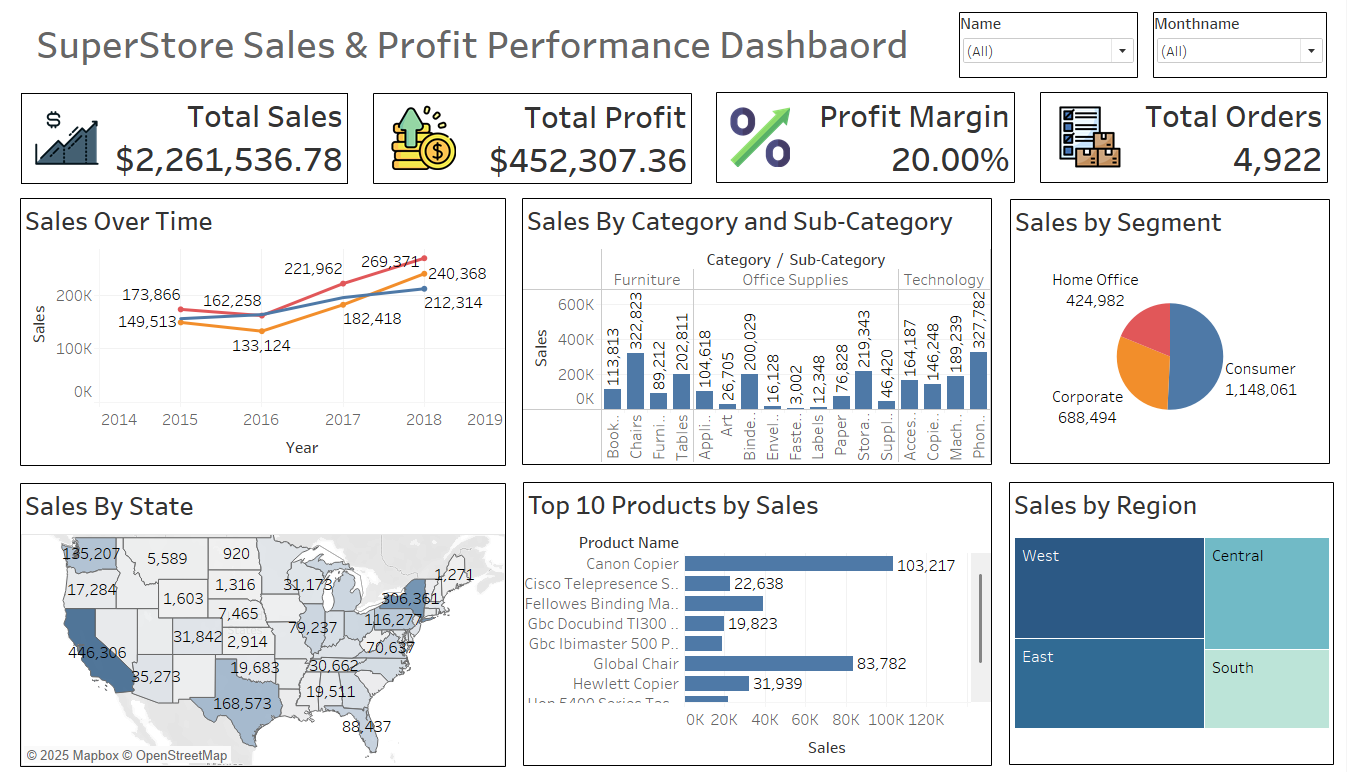 SuperStore Sales & Profit Performance Dashbaord
Name
(All)
Monthname
(All)
Total Sales
$2,261,536.78
Total Profit
$452,307.36
Profit Margin
20.00%
Total Orders
4,922
Sales Over Time
Sales
200K
100K
0K
173,866
149,513
162,258
133,124
221,962
182,418
269,371
240,368
212,314
2014 2015 2016 2017 2018 2019
Year
Sales By Category and Sub-Category
Category / Sub-Category
Furniture Office Supplies Technology
Sales
600K
400K
200K
0K
113,813
322,823
89,212
202,811
104,618
26,705
200,029
16,128
3,002
12,348
76,828
219,343
46,420
164,187
146,248
189,239
327,782
Book..
Chairs
Furni..
Tables
Appli..
Art
Binde..
Envel..
Faste..
Labels
Paper
Stora..
Suppl..
Acces..
Copie..
Mach..
Phon..
Sales by Segment
Home Office
424,982
Consumer
1,148,061
Corporate
688,494
Sales By State
135,207
5,589
920
1,271
17,284
1,316
31,173
306,361
1,603
7,465
116,277
79,237
31,842
2,914
70,637
446,306
30,662
19,683
35,273
19,511
168,573
88,437
© 2025 Mapbox © OpenStreetMap
Top 10 Products by Sales
Product Name
Canon Copier 103,217
Cisco Telepresence S.. 22,638
Fellowes Binding Ma..
Gbc Docubind Tl300 .. 19,823
Gbc Ibimaster 500 P..
Global Chair 83,782
Hewlett Copier 31,939
0K 20K 40K 60K 80K 100K 120K
Sales
Sales by Region
West
Central
East
South